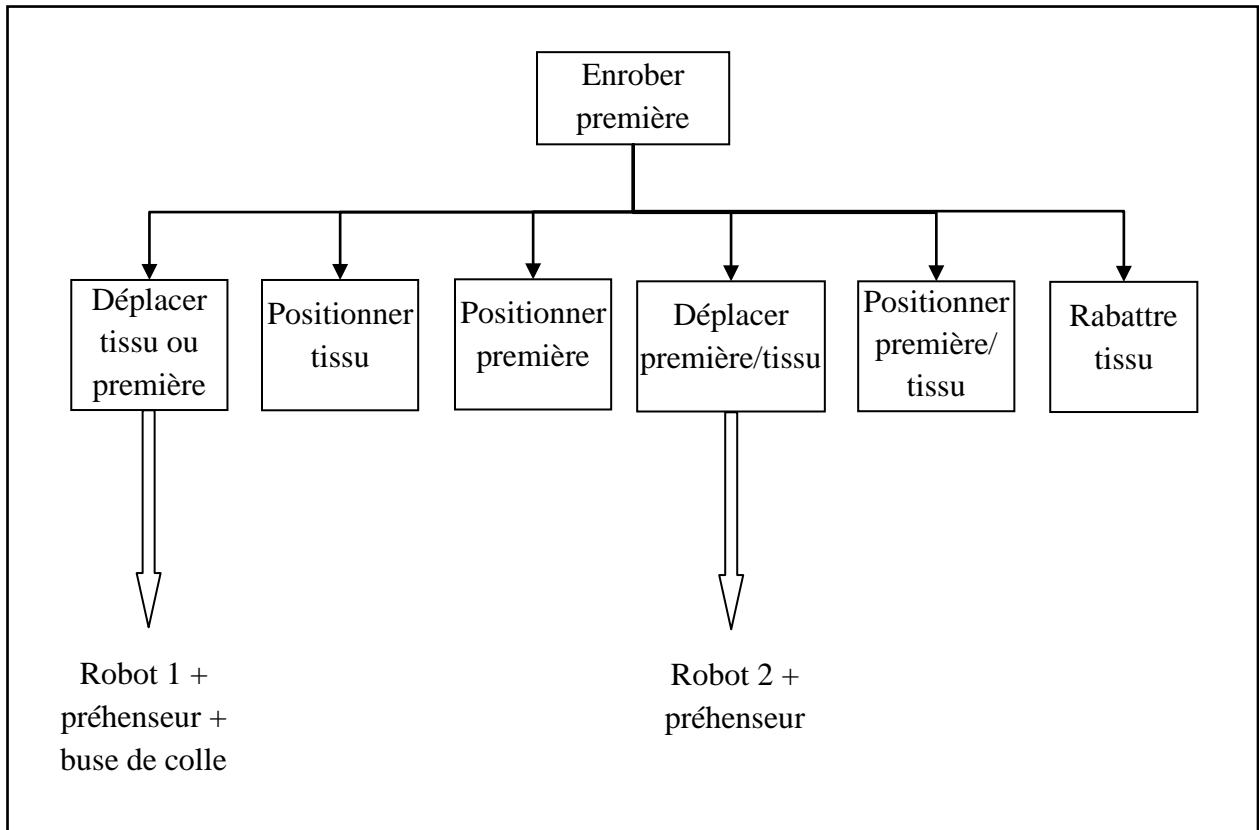 Enrober
première
Déplacer
tissu ou
première
Positionner
tissu
Positionner
première
Déplacer
première/tissu
Positionner
première/
tissu
Rabattre
tissu
Robot 1 +
préhenseur +
buse de colle
Robot 2 +
préhenseur